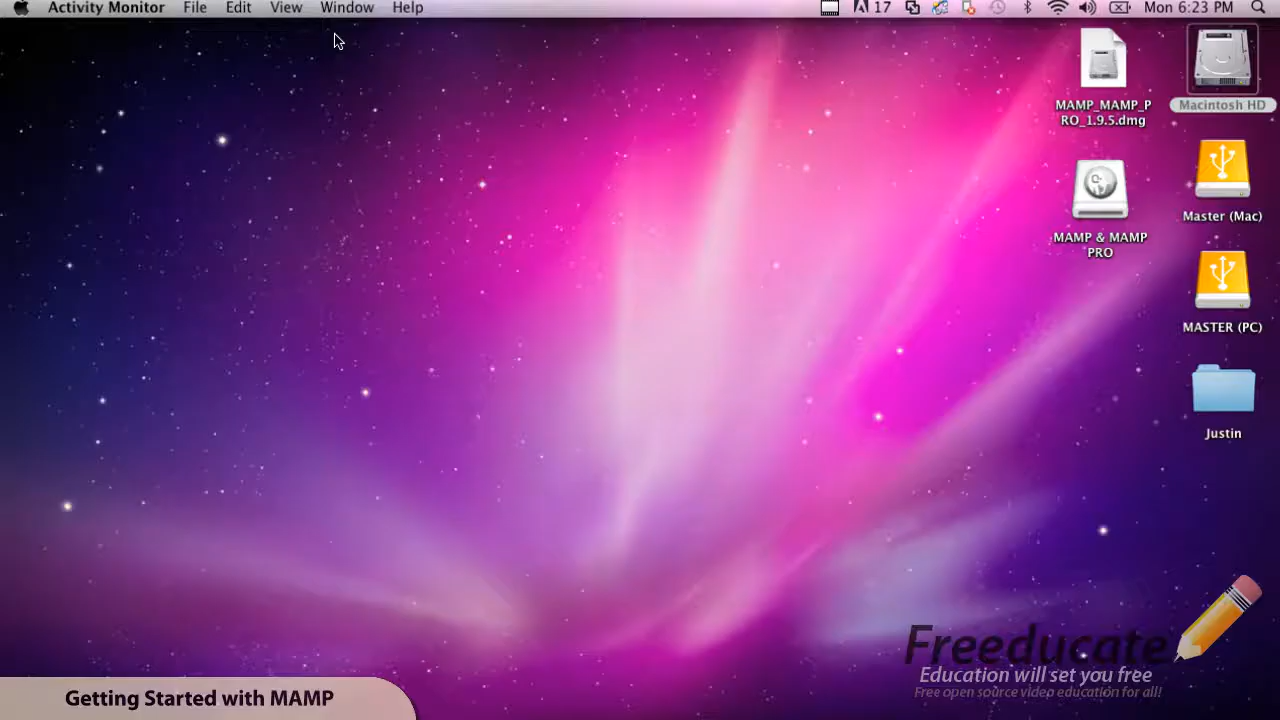 Activity Monitor File Edit View Window Help 17 Mon 6:23 PM
MAMP_MAMP_P
RO_1.9.5.dmg
Macintosh HD
Master (Mac)
MAMP & MAMP
PRO
MASTER (PC)
Justin
Freeducate
Education will set you free
Free open source video education for all!
Getting Started with MAMP